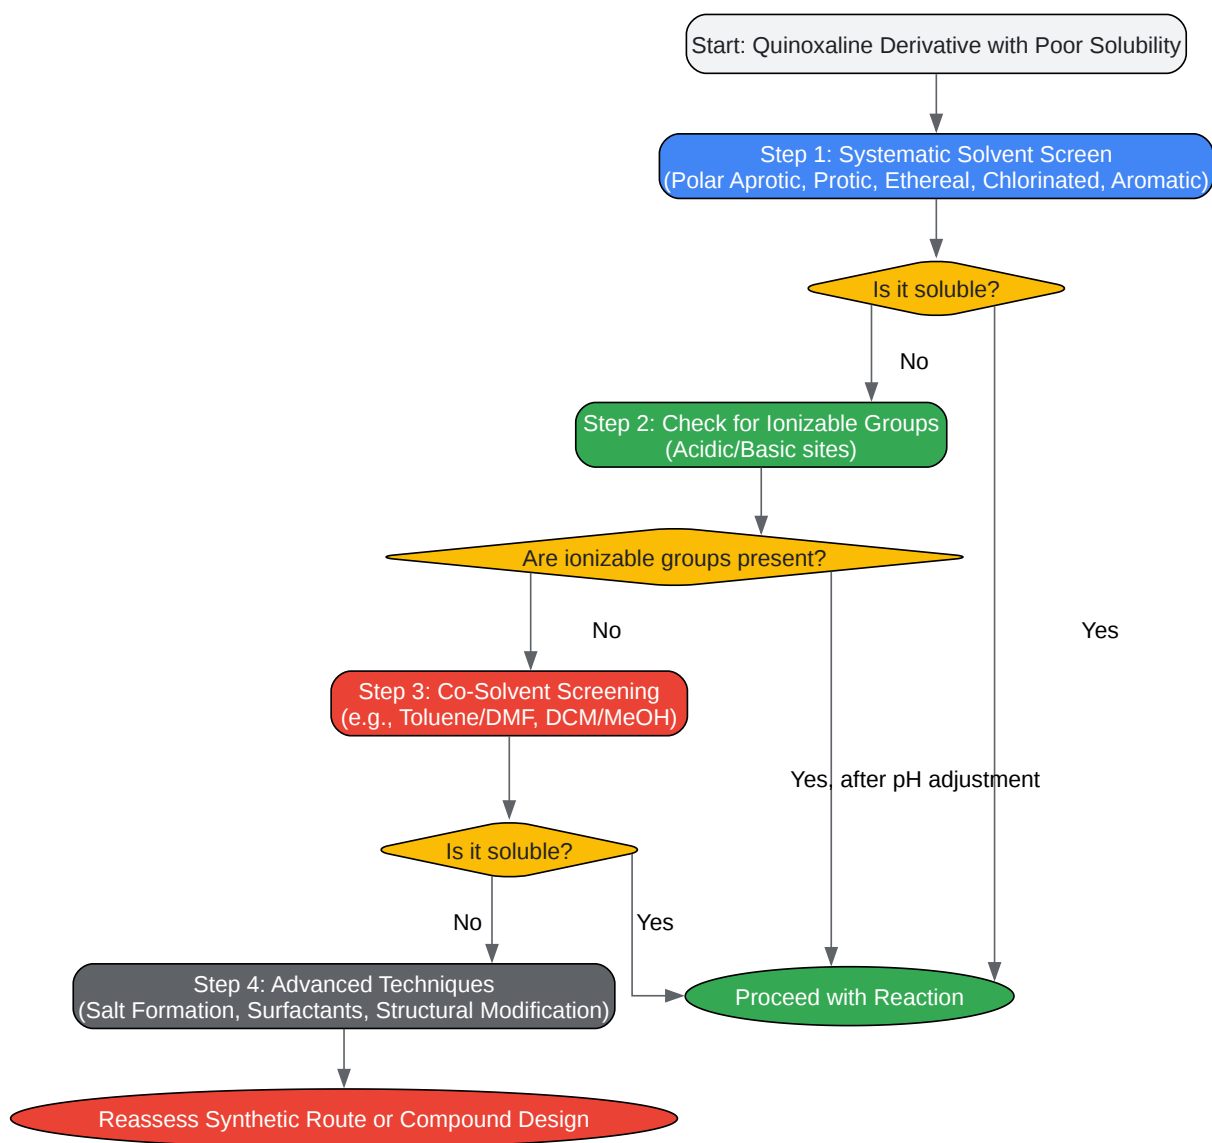 Start: Quinoxaline Derivative with Poor Solubility
Step 1: Systematic Solvent Screen
(Polar Aprotic, Protic, Ethereal, Chlorinated, Aromatic)
Is it soluble?
No
Step 2: Check for Ionizable Groups
(Acidic/Basic sites)
Are ionizable groups present?
No
Yes
Step 3: Co-Solvent Screening
(e.g., Toluene/DMF, DCM/MeOH)
Yes, after pH adjustment
Is it soluble?
No
Yes
Step 4: Advanced Techniques
(Salt Formation, Surfactants, Structural Modification)
Proceed with Reaction
Reassess Synthetic Route or Compound Design